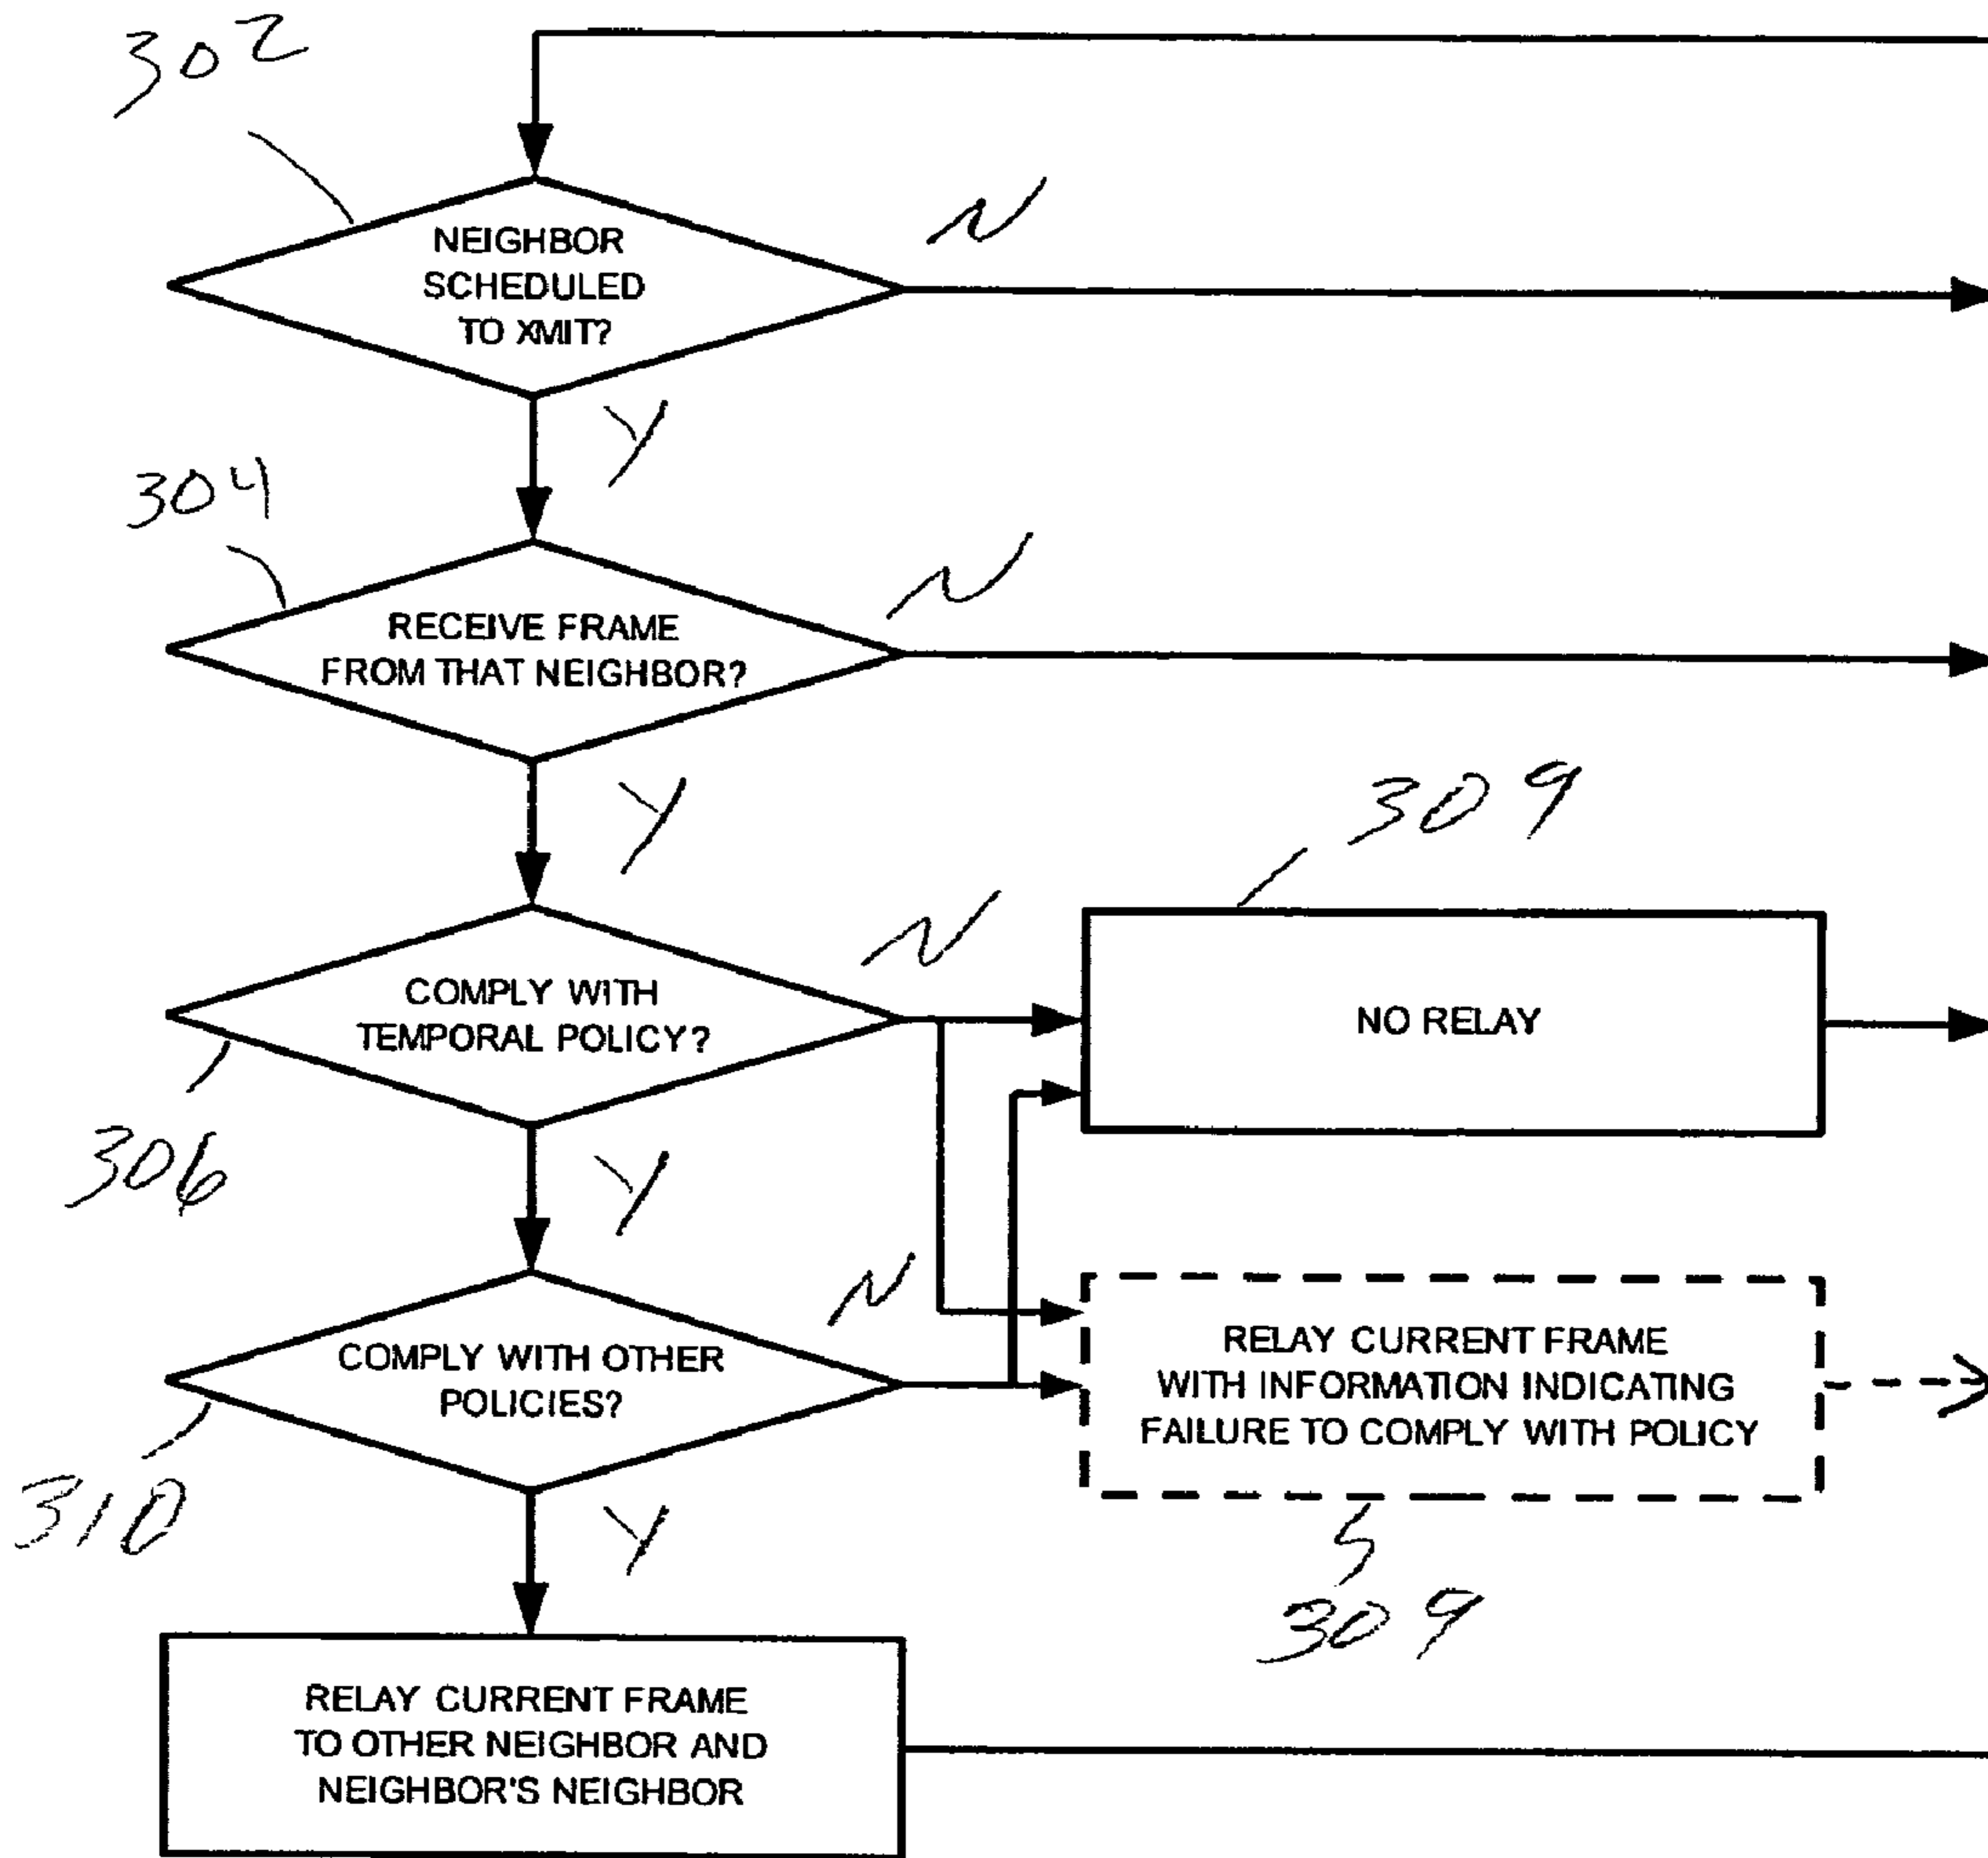 302
NEIGHBOR
SCHEDULED
TO XMIT?
N
Y
304
RECEIVE FRAME
FROM THAT NEIGHBOR?
N
Y
309
COMPLY WITH
TEMPORAL POLICY?
N
NO RELAY
306
Y
COMPLY WITH OTHER
POLICIES?
N
RELAY CURRENT FRAME
WITH INFORMATION INDICATING
FAILURE TO COMPLY WITH POLICY
310
Y
309
RELAY CURRENT FRAME
TO OTHER NEIGHBOR AND
NEIGHBOR'S NEIGHBOR